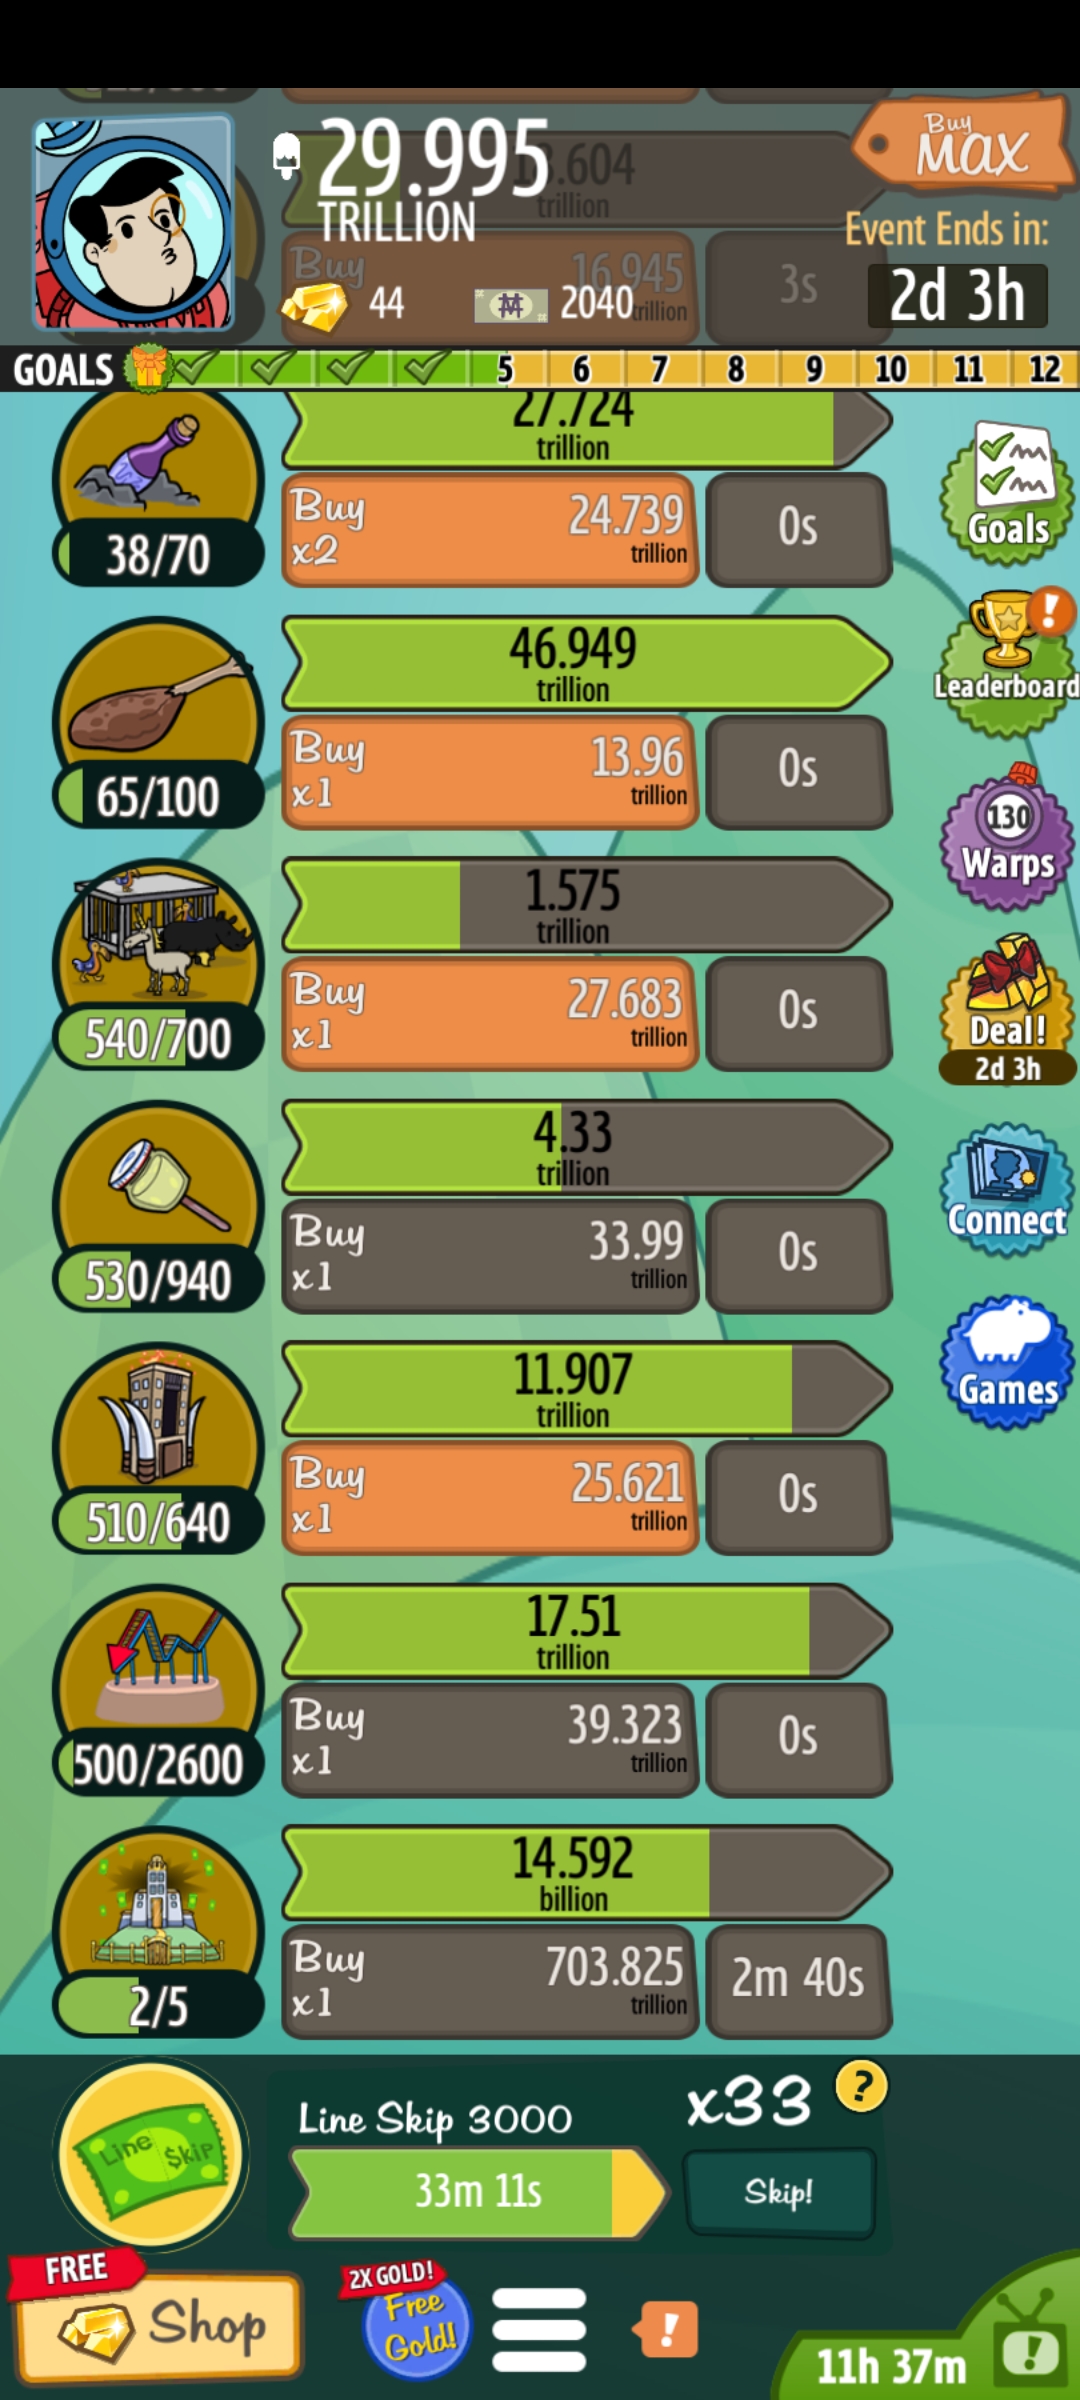 29.995
TRILLION
Buy
MAX
3.604
trillion
Event Ends in:
2d 3h
Buy
16.945
trillion
3s
44
2040
GOALS
5
6
7
8
9
10
11
12
27.724
trillion
Buy
x2
24.739
trillion
0s
38/70
Goals
46.949
trillion
Buy
x1
13.96
trillion
0s
65/100
Leaderboard
130
Warps
1.575
trillion
Buy
x1
27.683
trillion
0s
540/700
Deal!
2d 3h
4.33
trillion
Buy
x1
33.99
trillion
0s
530/940
Connect
11.907
trillion
Buy
x1
25.621
trillion
0s
510/640
Games
17.51
trillion
Buy
x1
39.323
trillion
0s
500/2600
14.592
billion
Buy
x1
703.825
trillion
2m 40s
2/5
Line $kip
Line Skip 3000
x33
?
33m 11s
Skip!
FREE
Shop
2X GOLD!
Free
Gold!
!
11h 37m
!